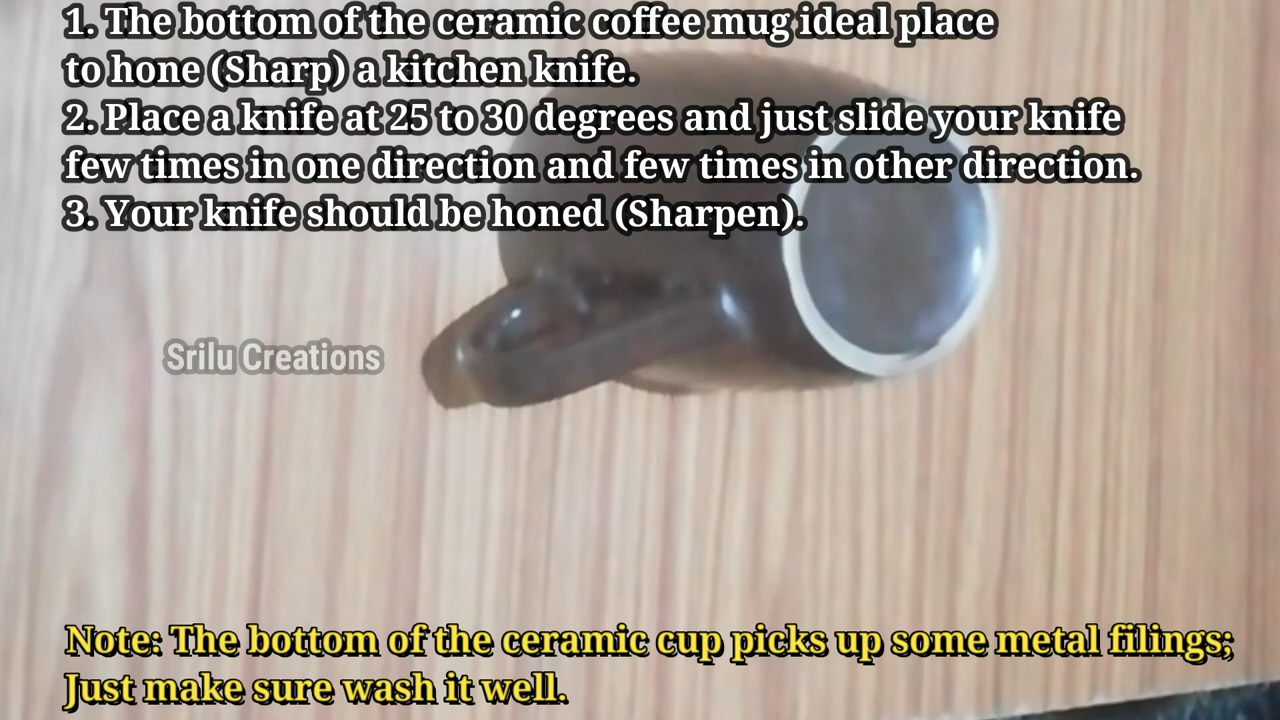 1. The bottom of the ceramic coffee mug ideal place
to hone (Sharp) a kitchen knife.
2. Place a knife at 25 to 30 degrees and just slide your knife
few times in one direction and few times in other direction.
3. Your knife should be honed (Sharpen).
Srilu Creations
Note: The bottom of the ceramic cup picks up some metal filings;
Just make sure wash it well.